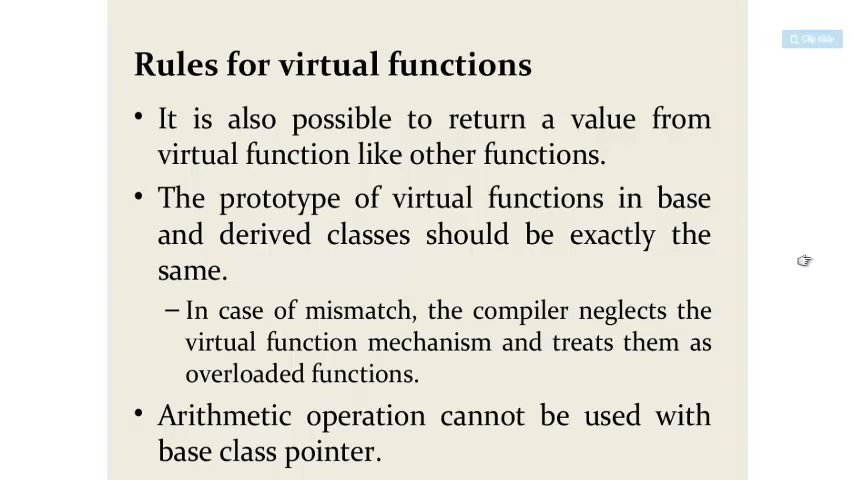 Clip slide
Rules for virtual functions
• It is also possible to return a value from
virtual function like other functions.
• The prototype of virtual functions in base
and derived classes should be exactly the
same.
– In case of mismatch, the compiler neglects the
virtual function mechanism and treats them as
overloaded functions.
• Arithmetic operation cannot be used with
base class pointer.